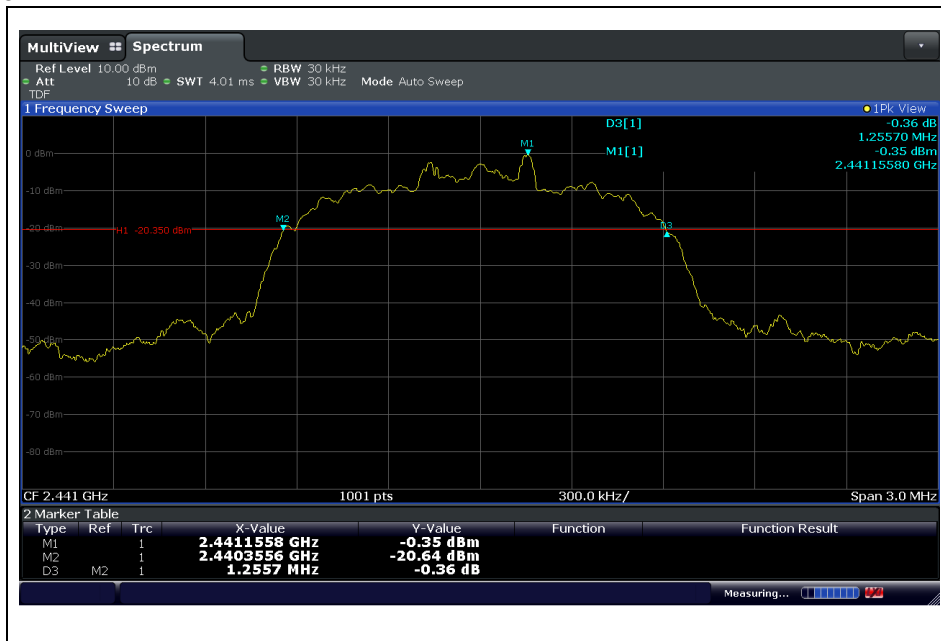 MultiView Spectrum
Ref Level 10.00 dBm RBW 30 kHz
Att 10 dB SWT 4.01 ms VBW 30 kHz Mode Auto Sweep
TDF
1 Frequency Sweep 1Pk View
D3[1] -0.36 dB
1.25570 MHz
M1[1] -0.35 dBm
2.44115580 GHz
M1
0 dBm
-10 dBm
M2
D3
-20 dBm
H1 -20.350 dBm
-30 dBm
-40 dBm
-50 dBm
-60 dBm
-70 dBm
-80 dBm
CF 2.441 GHz 1001 pts 300.0 kHz/ Span 3.0 MHz
2 Marker Table
Type Ref Trc X-Value Y-Value Function Function Result
M1 1 2.4411558 GHz -0.35 dBm
M2 1 2.4403556 GHz -20.64 dBm
D3 M2 1 1.2557 MHz -0.36 dB
Measuring...